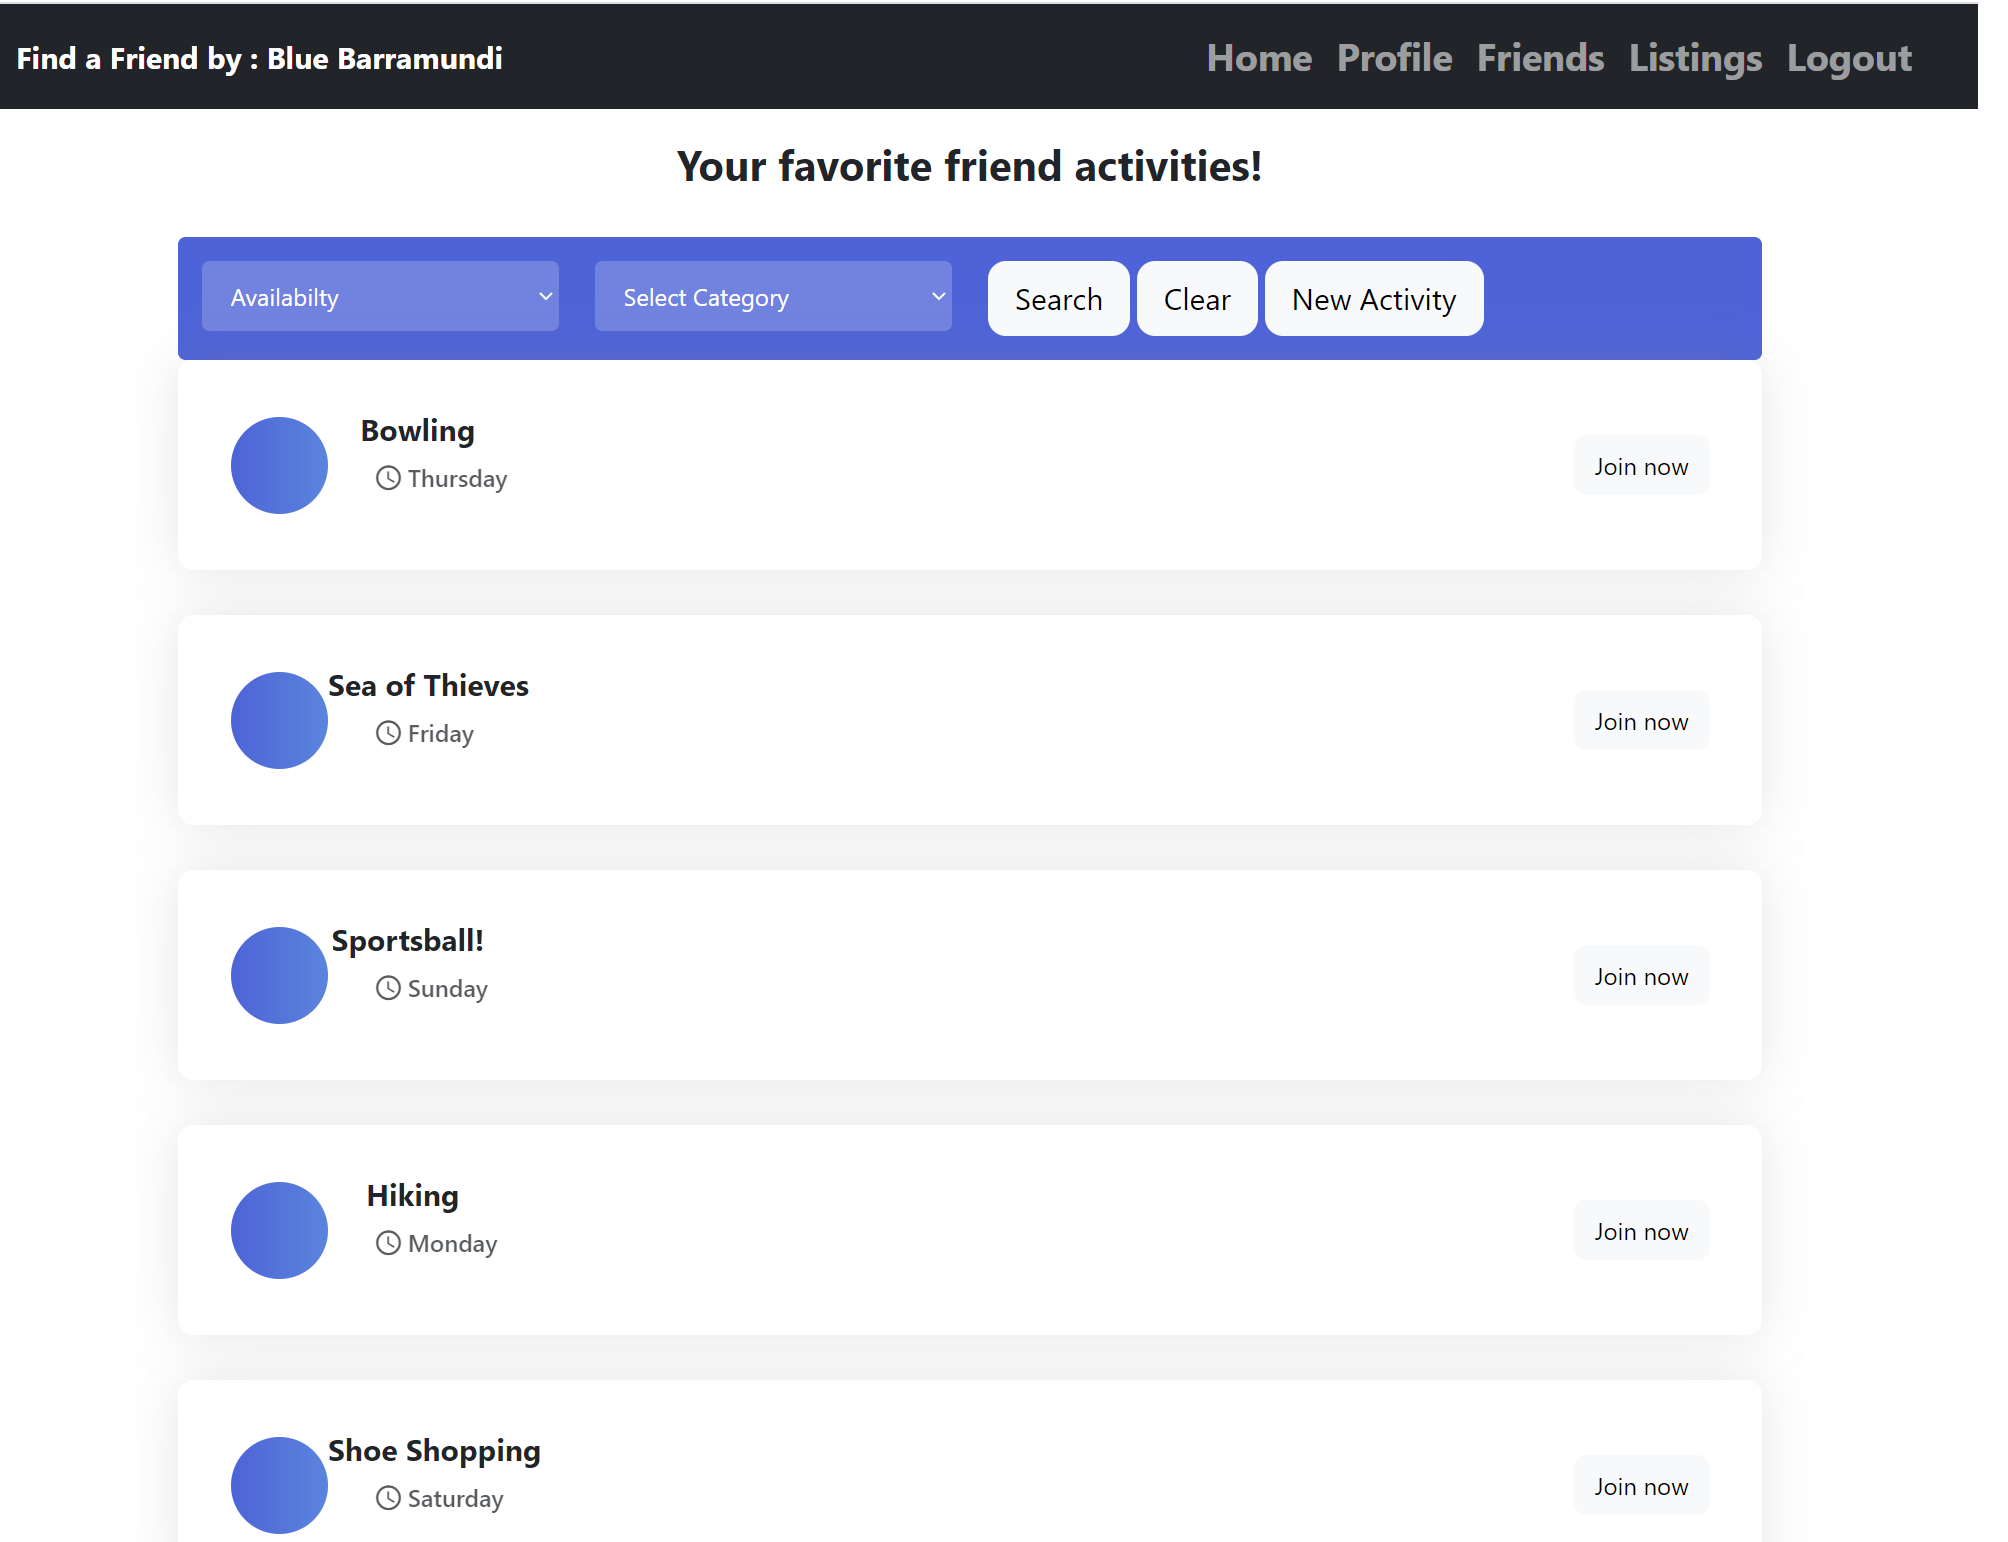 Find a Friend by : Blue Barramundi
Home Profile Friends Listings Logout
Your favorite friend activities!
Availabilty Select Category Search Clear New Activity
Bowling
Thursday
Join now
Sea of Thieves
Friday
Join now
Sportsball!
Sunday
Join now
Hiking
Monday
Join now
Shoe Shopping
Saturday
Join now